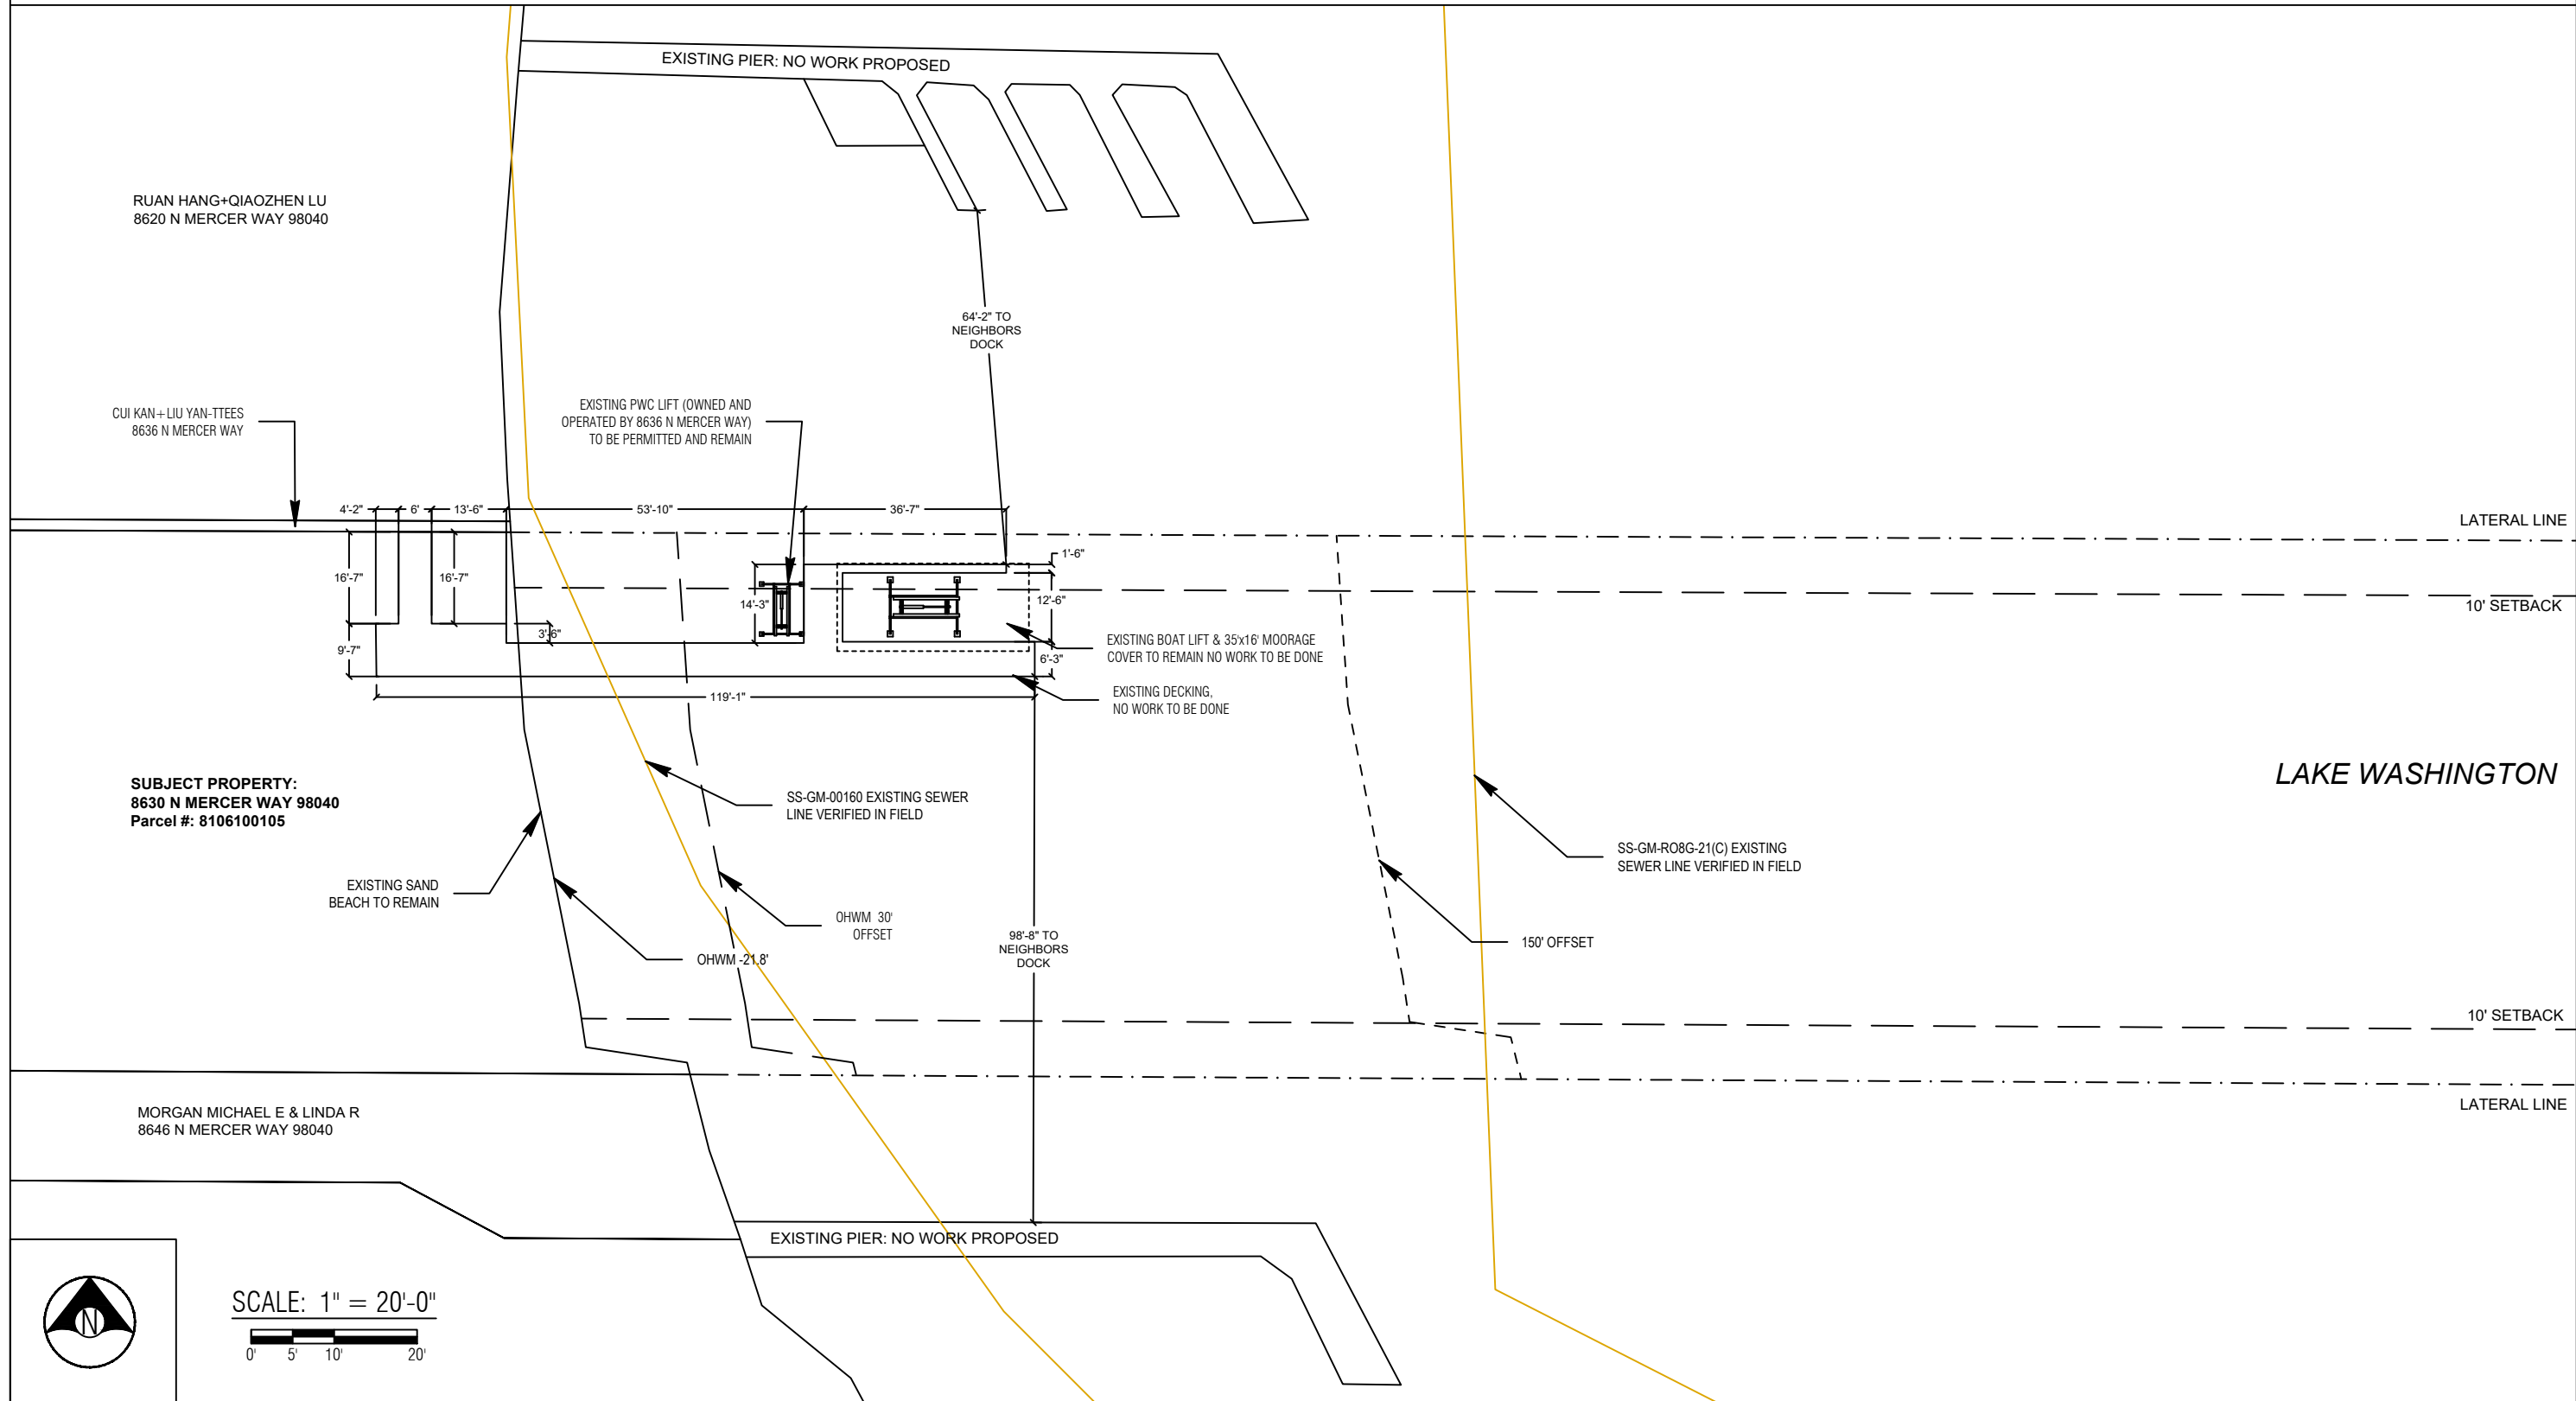 EXISTING PIER: NO WORK PROPOSED
RUAN HANG+QIAOZHEN LU
8620 N MERCER WAY 98040
64'-2" TO
NEIGHBORS
DOCK
CUI KAN+LIU YAN-TTEES
8636 N MERCER WAY
EXISTING PWC LIFT (OWNED AND
OPERATED BY 8636 N MERCER WAY)
TO BE PERMITTED AND REMAIN
4'-2"
6'
13'-6"
53'-10"
36'-7"
LATERAL LINE
1'-6"
16'-7"
16'-7"
14'-3"
12'-6"
10' SETBACK
3'-6"
9'-7"
6'-3"
EXISTING BOAT LIFT & 35'x16' MOORAGE
COVER TO REMAIN NO WORK TO BE DONE
119'-1"
EXISTING DECKING,
NO WORK TO BE DONE
LAKE WASHINGTON
SUBJECT PROPERTY:
8630 N MERCER WAY 98040
Parcel #: 8106100105
SS-GM-00160 EXISTING SEWER
LINE VERIFIED IN FIELD
SS-GM-RO8G-21(C) EXISTING
SEWER LINE VERIFIED IN FIELD
EXISTING SAND
BEACH TO REMAIN
OHWM 30'
OFFSET
98'-8" TO
NEIGHBORS
DOCK
150' OFFSET
OHWM -21.8'
10' SETBACK
LATERAL LINE
MORGAN MICHAEL E & LINDA R
8646 N MERCER WAY 98040
EXISTING PIER: NO WORK PROPOSED
N
SCALE: 1" = 20'-0"
0' 5' 10' 20'